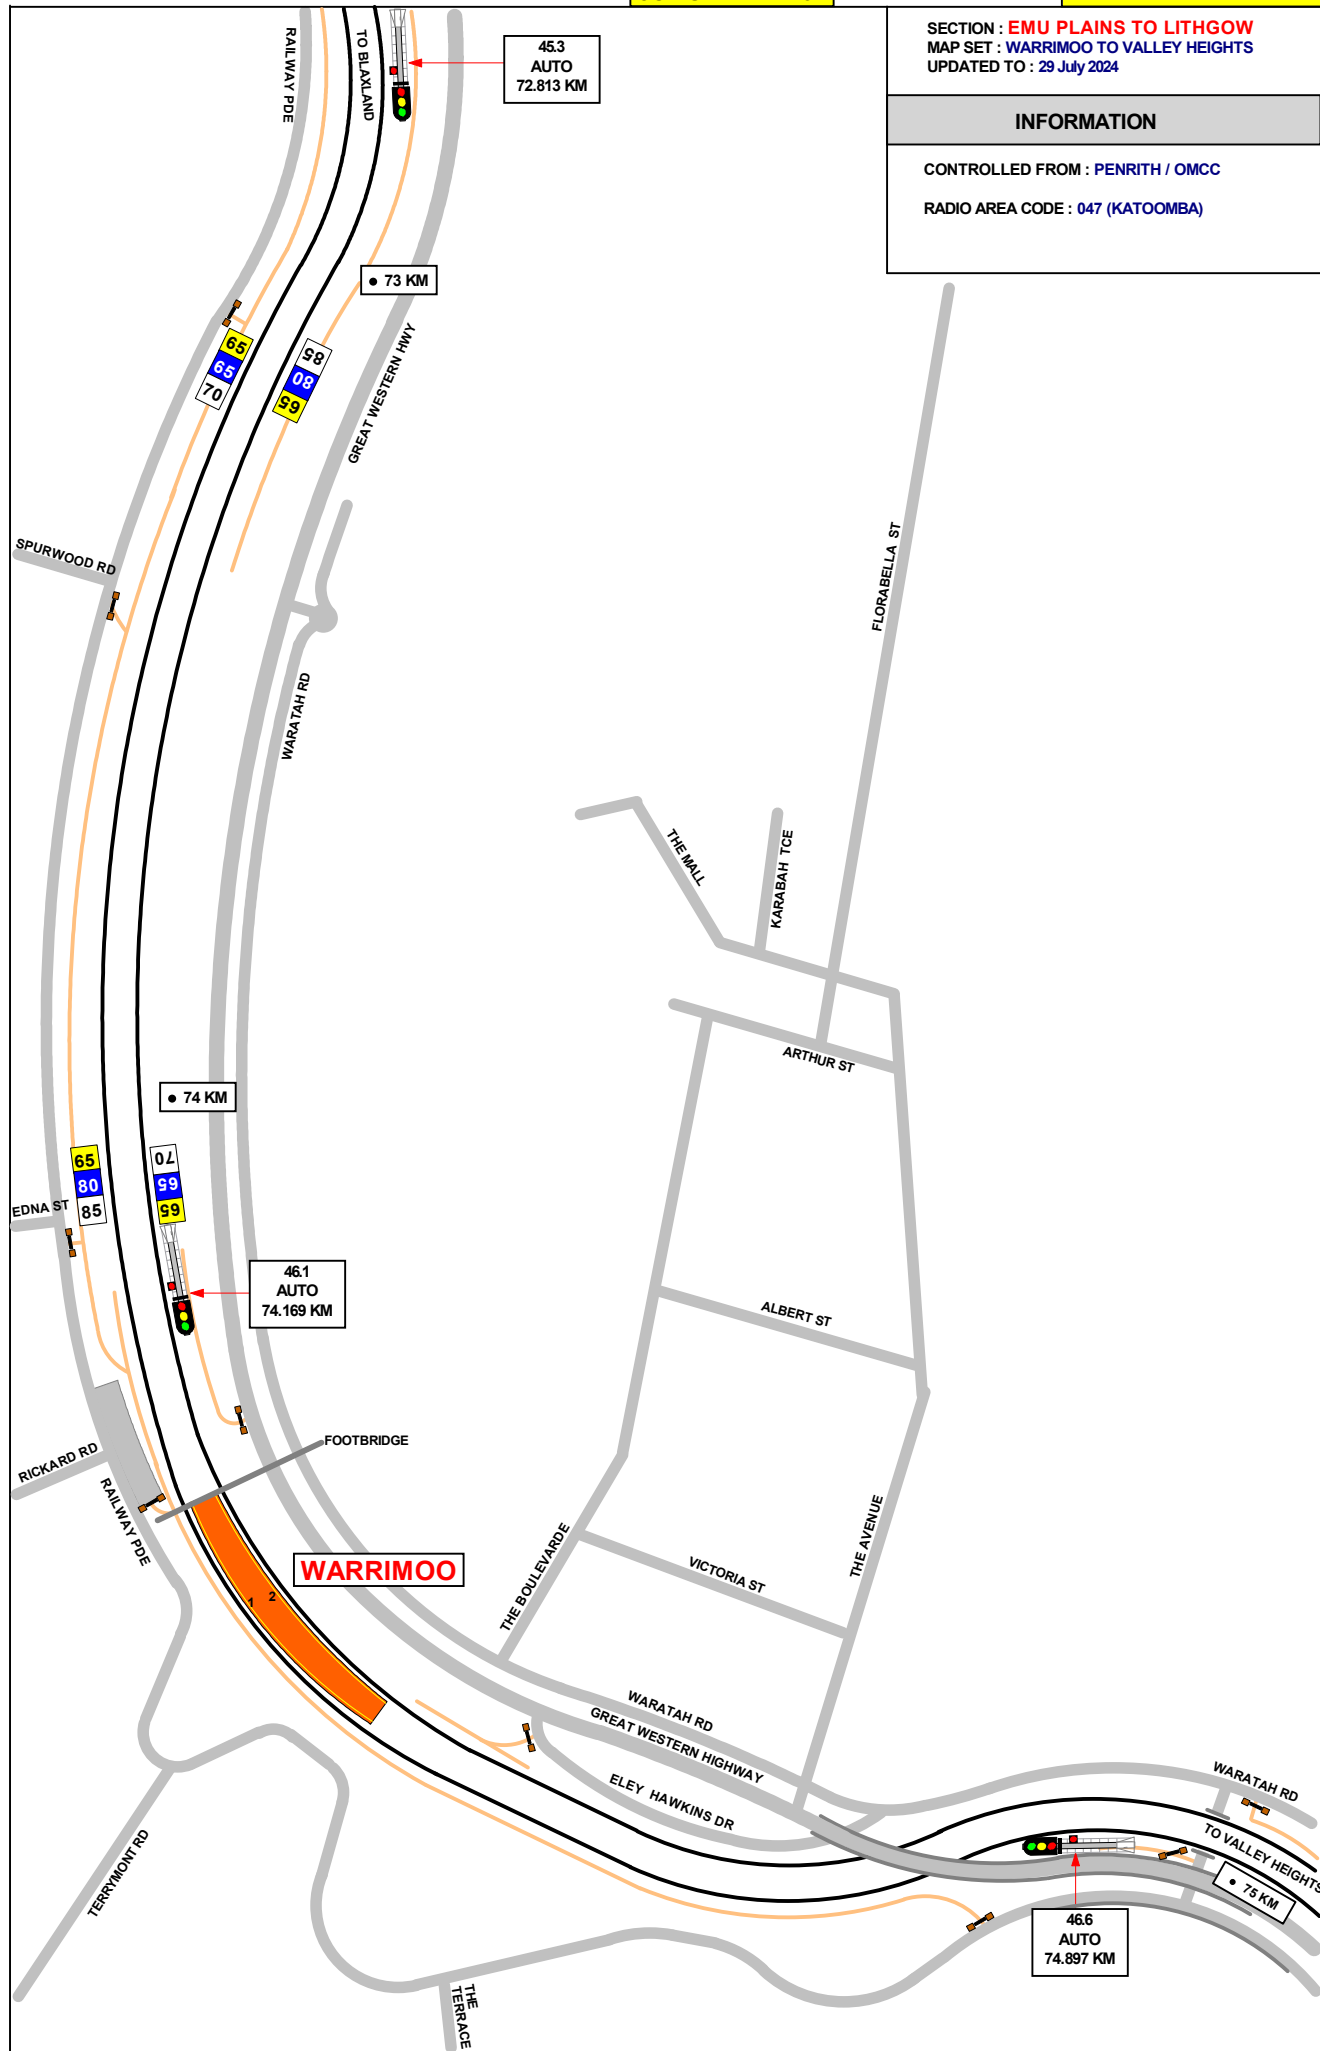 SECTION : EMU PLAINS TO LITHGOW
MAP SET : WARRIMOO TO VALLEY HEIGHTS
UPDATED TO : 29 July 2024
INFORMATION
CONTROLLED FROM : PENRITH / OMCC
RADIO AREA CODE : 047 (KATOOMBA)
RAILWAY PDE
TO BLAXLAND
45.3
AUTO
72.813 KM
73 KM
65
65
70
85
80
65
GREAT WESTERN HWY
SPURWOOD RD
WARATAH RD
FLORABELLA ST
THE MALL
KARABAH TCE
ARTHUR ST
74 KM
65
80
85
70
65
65
EDNA ST
46.1
AUTO
74.169 KM
ALBERT ST
FOOTBRIDGE
RICKARD RD
RAILWAY PDE
WARRIMOO
1
2
THE BOULEVARDE
VICTORIA ST
THE AVENUE
WARATAH RD
GREAT WESTERN HIGHWAY
ELEY HAWKINS DR
WARATAH RD
TO VALLEY HEIGHTS
75 KM
46.6
AUTO
74.897 KM
TERRYMONT RD
THE
TERRACE